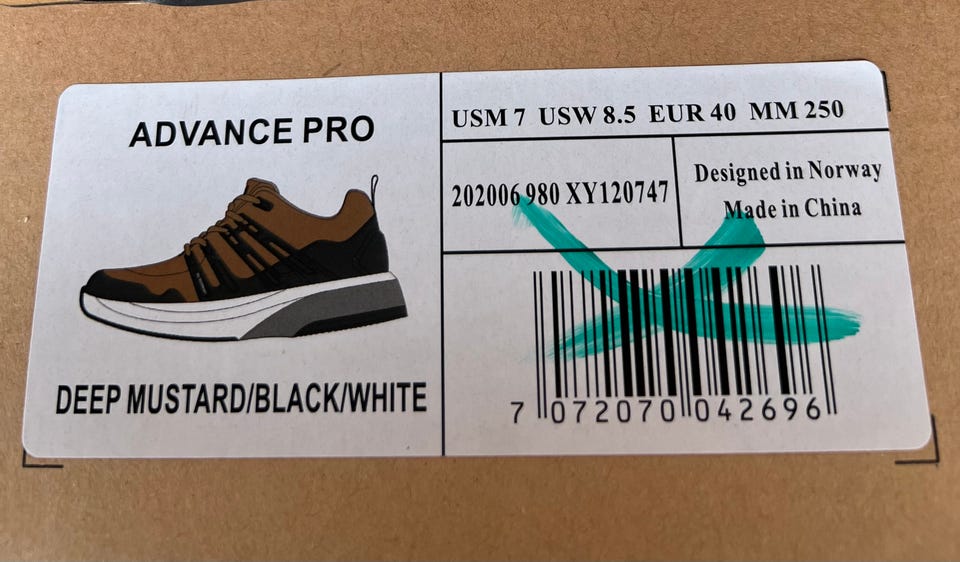 ADVANCE PRO
DEEP MUSTARD/BLACK/WHITE
USM 7 USW 8.5 EUR 40 MM 250
202006 980 XY120747
Designed in Norway
Made in China
7 072070 042696